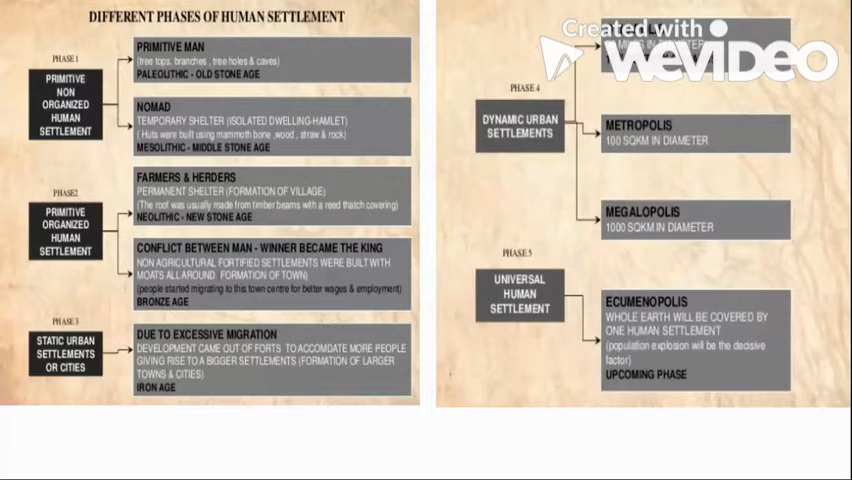 DIFFERENT PHASES OF HUMAN SETTLEMENT
PHASE 1
PRIMITIVE
NON
ORGANIZED
HUMAN
SETTLEMENT
PRIMITIVE MAN
(tree tops, branches , tree holes & caves)
PALEOLITHIC - OLD STONE AGE
NOMAD
TEMPORARY SHELTER (ISOLATED DWELLING-HAMLET)
( Huts were built using mammoth bone ,wood , straw & rock)
MESOLITHIC - MIDDLE STONE AGE
PHASE2
PRIMITIVE
ORGANIZED
HUMAN
SETTLEMENT
FARMERS & HERDERS
PERMANENT SHELTER (FORMATION OF VILLAGE)
(The roof was usually made from timber beams with a reed thatch covering)
NEOLITHIC - NEW STONE AGE
CONFLICT BETWEEN MAN - WINNER BECAME THE KING
NON AGRICULTURAL FORTIFIED SETTLEMENTS WERE BUILT WITH
MOATS ALL AROUND FORMATION OF TOWN)
(people started migrating to this town centre for better wages & employment)
BRONZE AGE
PHASE 3
STATIC URBAN
SETTLEMENTS
OR CITIES
DUE TO EXCESSIVE MIGRATION
DEVELOPMENT CAME OUT OF FORTS TO ACCOMDATE MORE PEOPLE
GIVING RISE TO A BIGGER SETTLEMENTS (FORMATION OF LARGER
TOWNS & CITIES)
IRON AGE
Created with
WEVIDEO
PHASE 4
DYNAMIC URBAN
SETTLEMENTS
IN
METROPOLIS
100 SQKM IN DIAMETER
MEGALOPOLIS
1000 SQKM IN DIAMETER
PHASE 5
UNIVERSAL
HUMAN
SETTLEMENT
ECUMENOPOLIS
WHOLE EARTH WILL BE COVERED BY
ONE HUMAN SETTLEMENT
(population explosion will be the decisive
factor)
UPCOMING PHASE